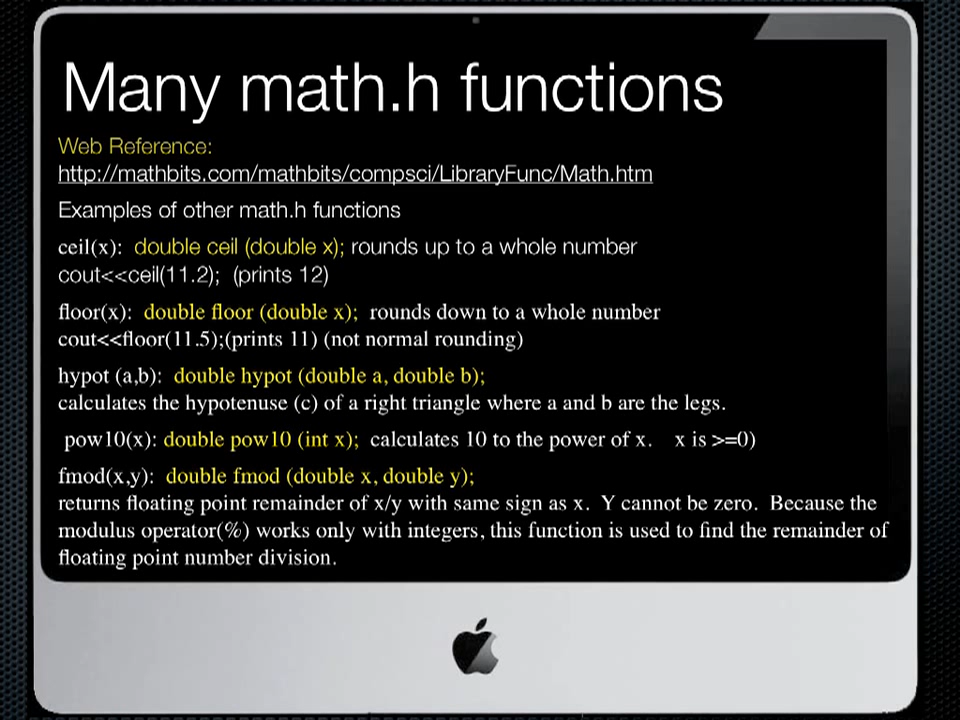 Many math.h functions
Web Reference:
http://mathbits.com/mathbits/compsci/LibraryFunc/Math.htm
Examples of other math.h functions
ceil(x):  double ceil (double x); rounds up to a whole number
cout<<ceil(11.2);  (prints 12)
floor(x):  double floor (double x);  rounds down to a whole number
cout<<floor(11.5);(prints 11) (not normal rounding)
hypot (a,b):  double hypot (double a, double b);
calculates the hypotenuse (c) of a right triangle where a and b are the legs.
pow10(x): double pow10 (int x);  calculates 10 to the power of x.    x is >=0)
fmod(x,y):  double fmod (double x, double y);
returns floating point remainder of x/y with same sign as x.  Y cannot be zero.  Because the
modulus operator(%) works only with integers, this function is used to find the remainder of
floating point number division.